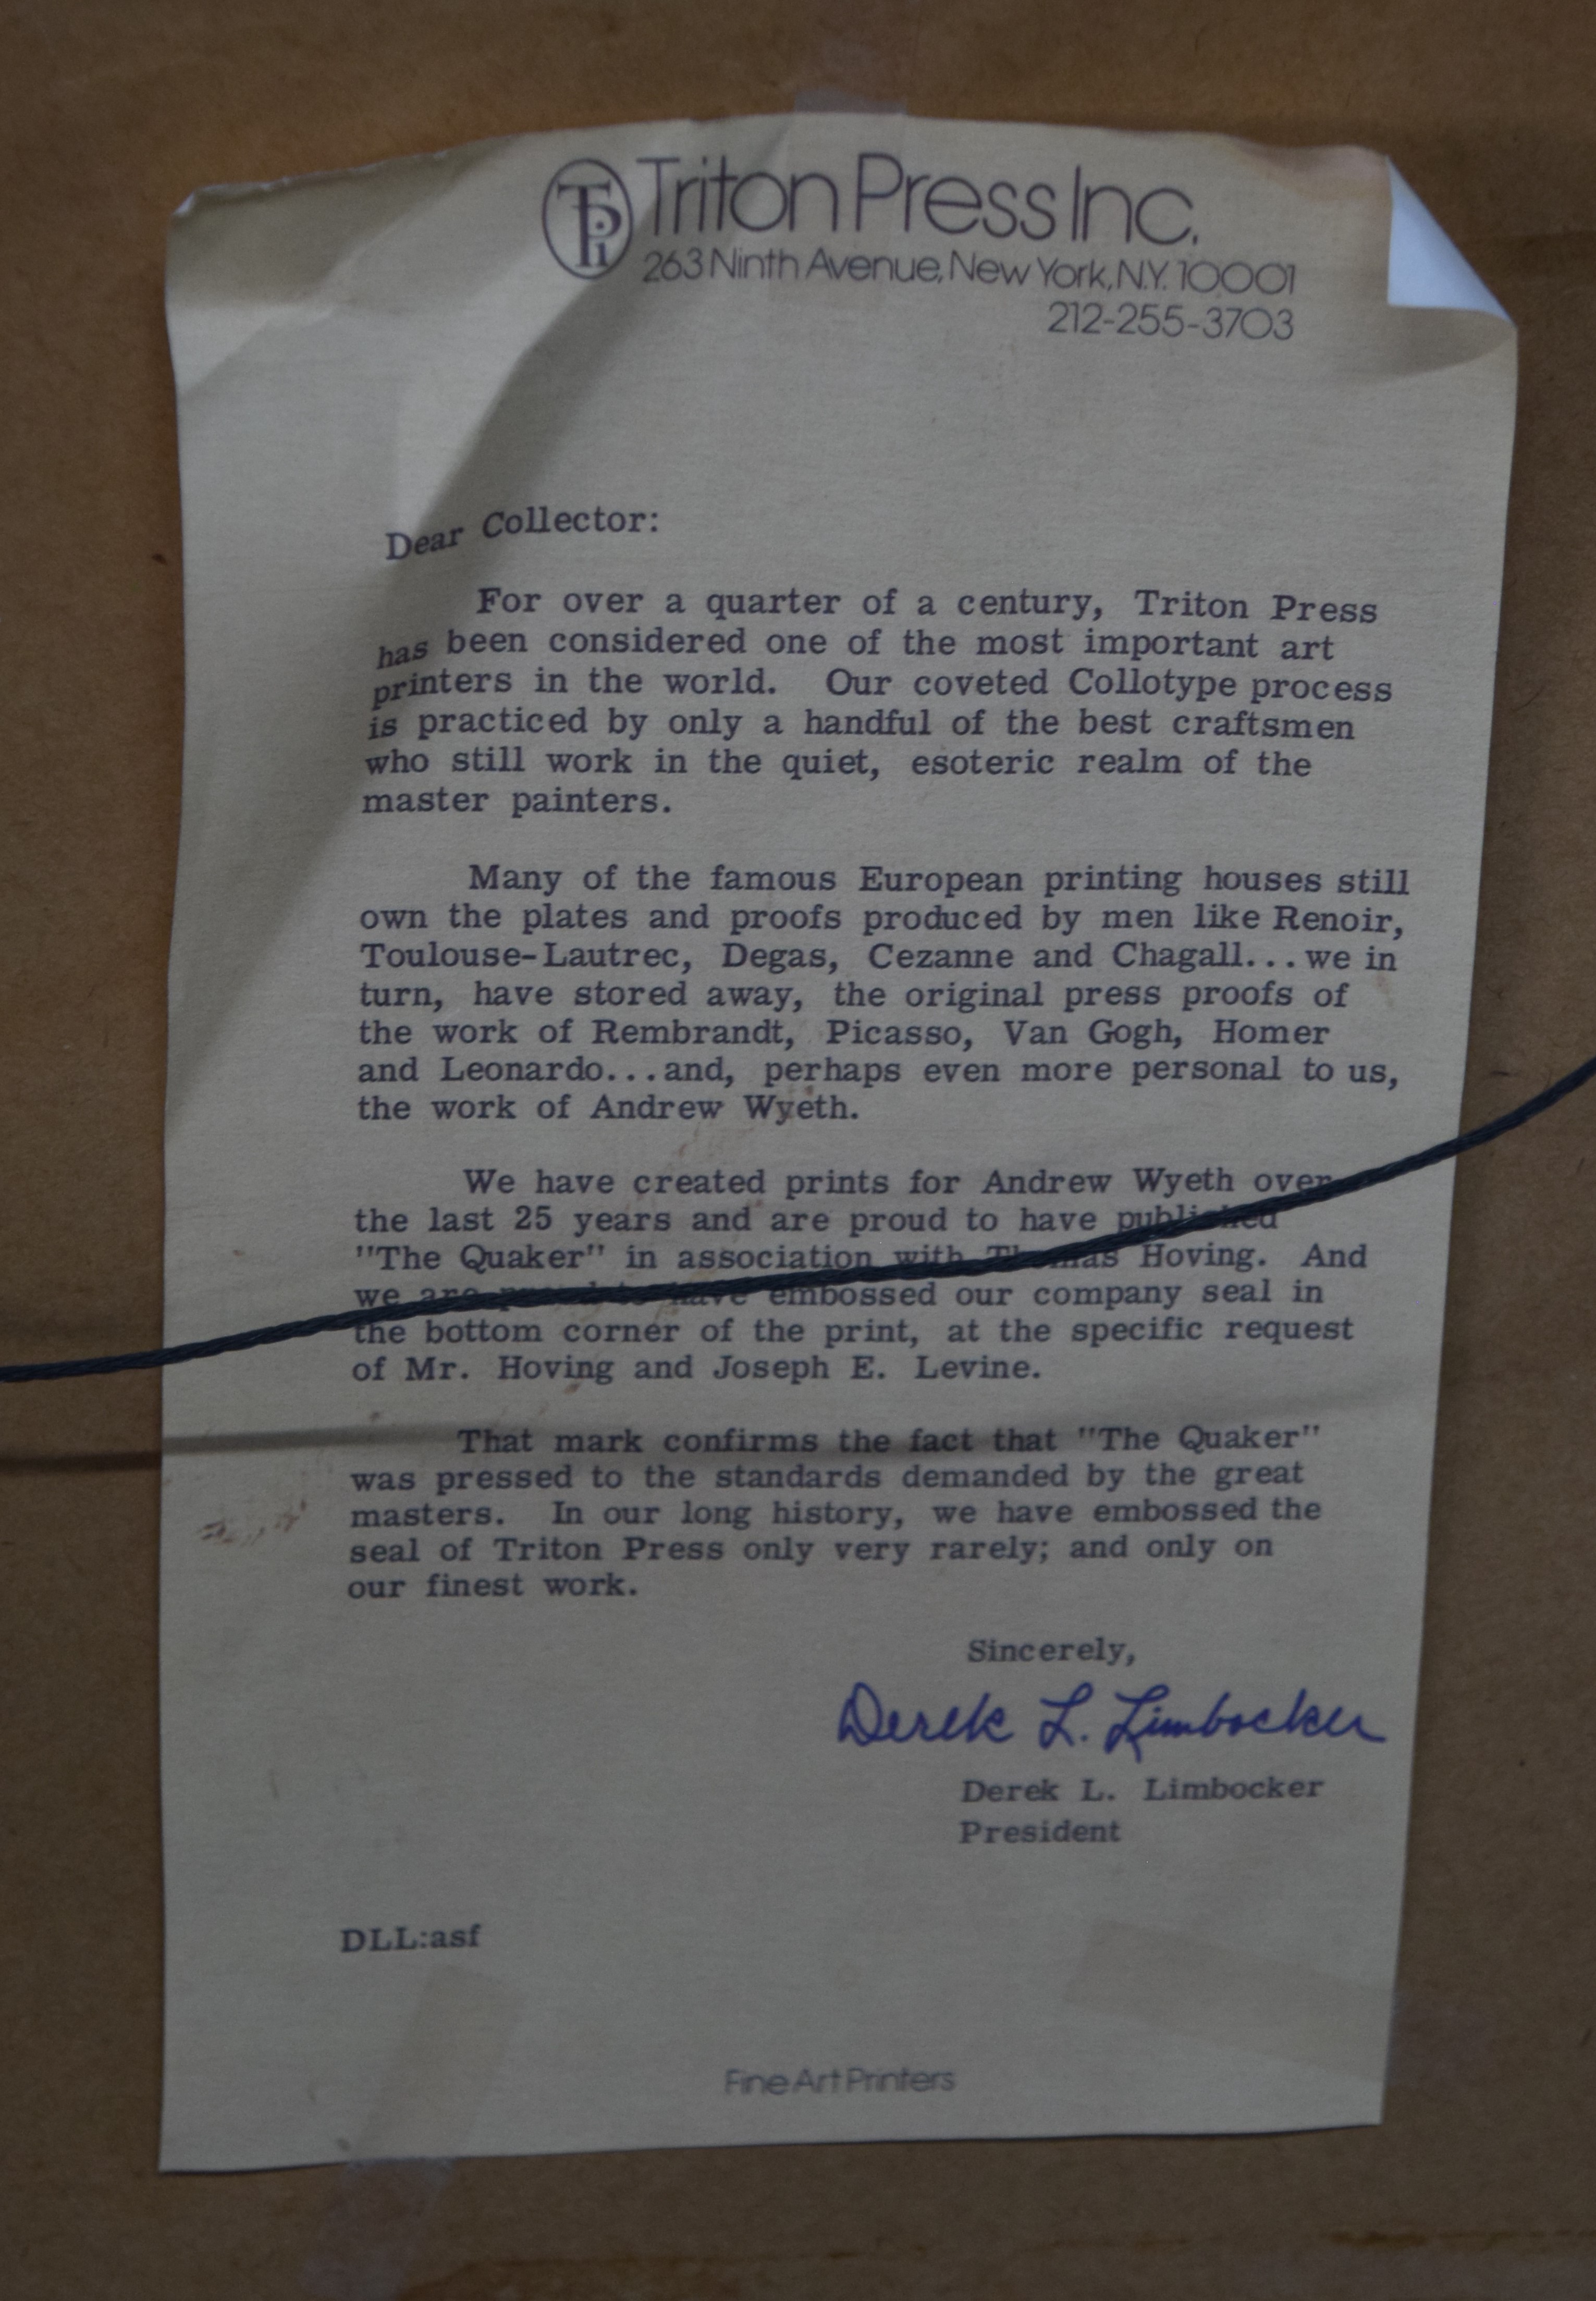 TPi Triton Press Inc.
263 Ninth Avenue, New York, N.Y. 10001
212-255-3703
Dear Collector:
For over a quarter of a century, Triton Press
has been considered one of the most important art
printers in the world. Our coveted Collotype process
is practiced by only a handful of the best craftsmen
who still work in the quiet, esoteric realm of the
master painters.
Many of the famous European printing houses still
own the plates and proofs produced by men like Renoir,
Toulouse-Lautrec, Degas, Cezanne and Chagall...we in
turn, have stored away, the original press proofs of
the work of Rembrandt, Picasso, Van Gogh, Homer
and Leonardo...and, perhaps even more personal to us,
the work of Andrew Wyeth.
We have created prints for Andrew Wyeth over
the last 25 years and are proud to have published
"The Quaker" in association with Thomas Hoving. And
we are proud to have embossed our company seal in
the bottom corner of the print, at the specific request
of Mr. Hoving and Joseph E. Levine.
That mark confirms the fact that "The Quaker"
was pressed to the standards demanded by the great
masters. In our long history, we have embossed the
seal of Triton Press only very rarely; and only on
our finest work.
Sincerely,
Derek L. Limbocker
Derek L. Limbocker
President
DLL:asf
Fine Art Printers